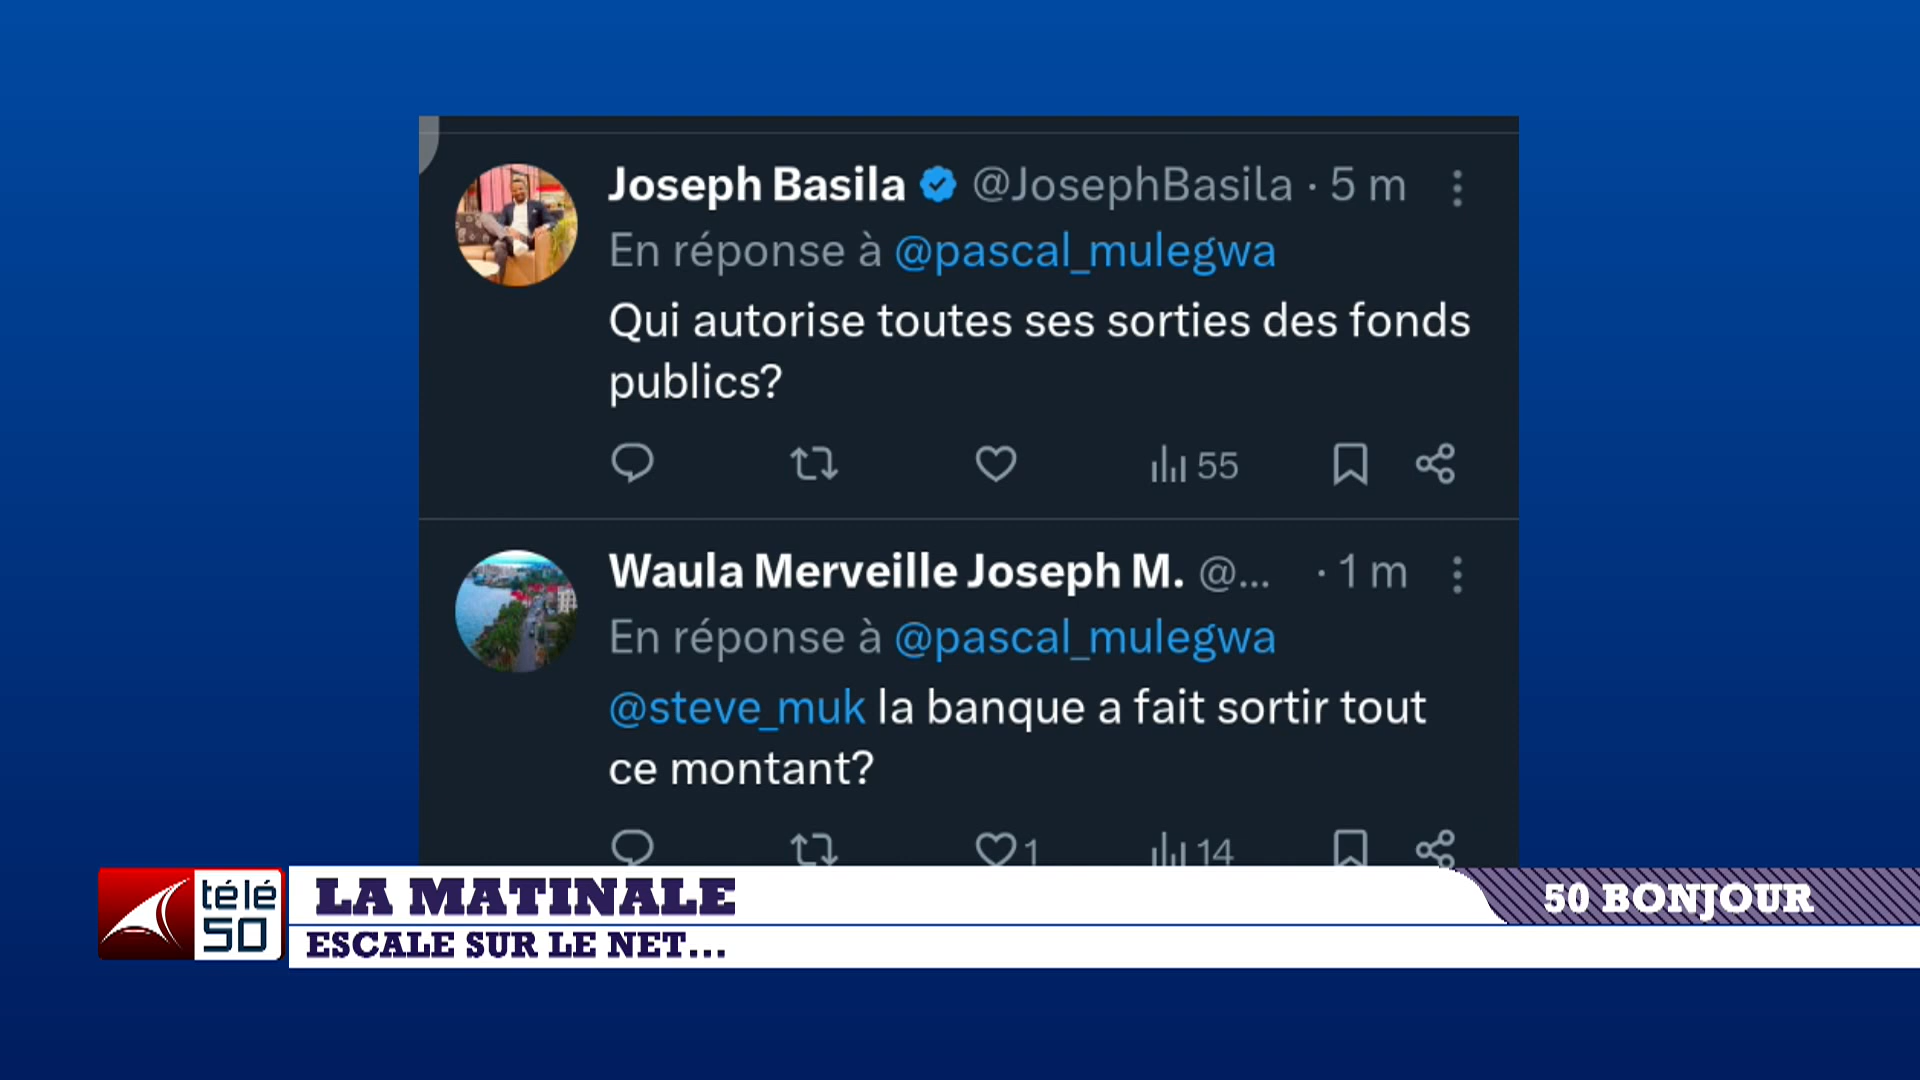 Joseph Basila @JosephBasila · 5 m
En réponse à @pascal_mulegwa
Qui autorise toutes ses sorties des fonds
publics?
55
Waula Merveille Joseph M. @... · 1 m
En réponse à @pascal_mulegwa
@steve_muk la banque a fait sortir tout
ce montant?
1 14
télé
50
LA MATINALE
50 BONJOUR
ESCALE SUR LE NET...